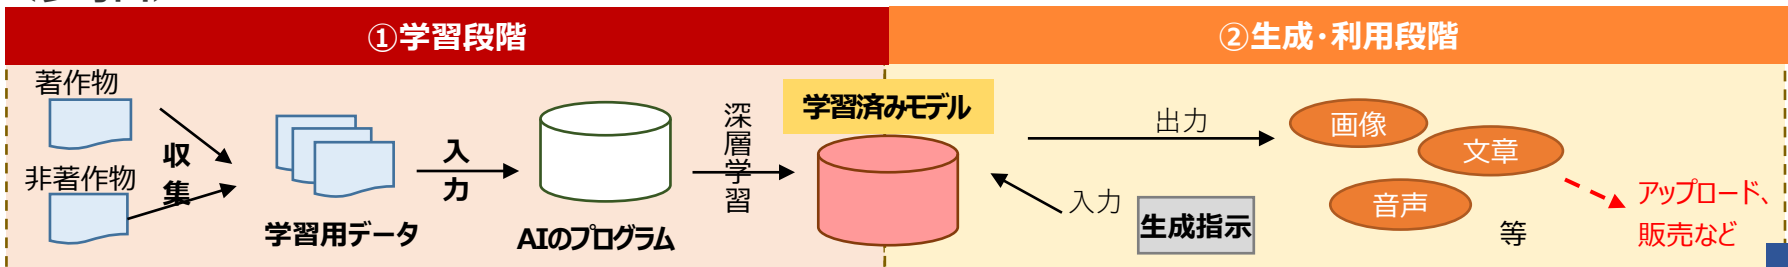 ①学習段階
②生成・利用段階
著作物
非著作物
収集
学習用データ
入力
AIのプログラム
深層学習
学習済みモデル
出力
入力
生成指示
画像
文章
音声
等
アップロード、
販売など